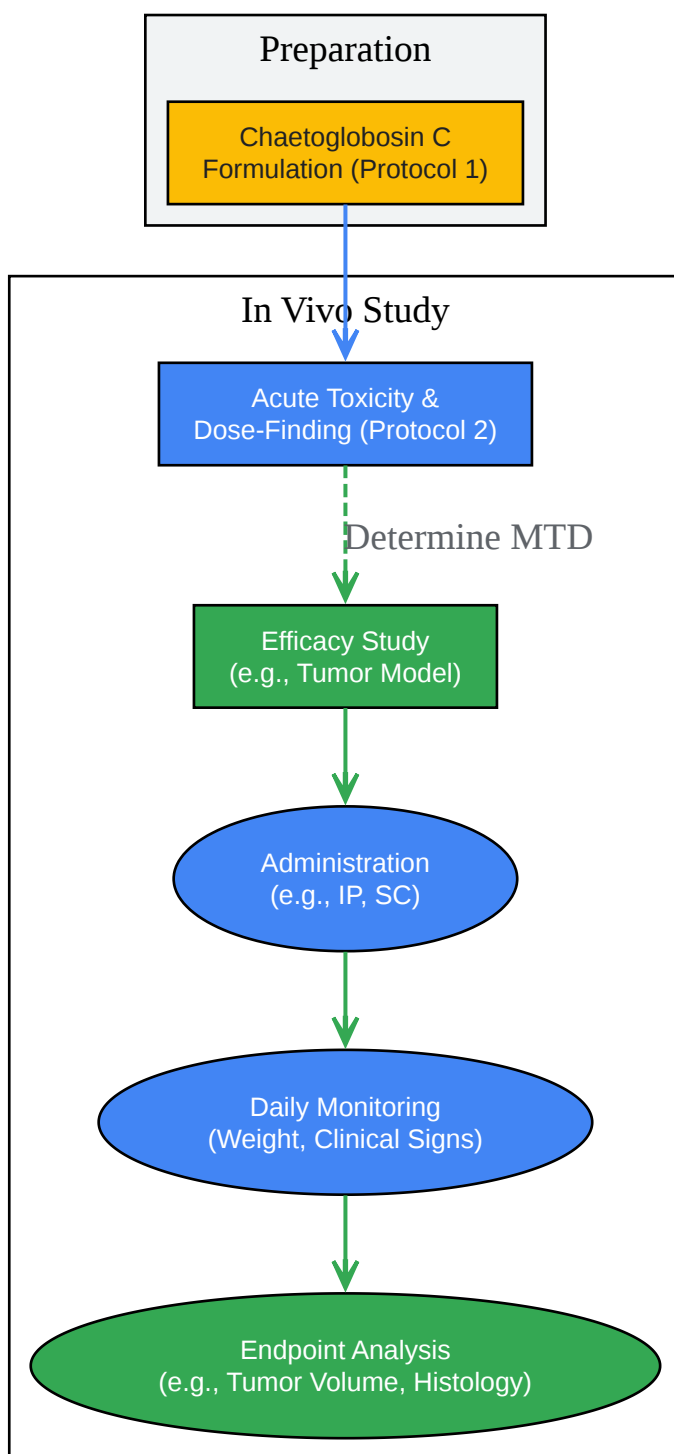 Preparation
Chaetoglobosin C
Formulation (Protocol 1)
In Vivo Study
Acute Toxicity &
Dose-Finding (Protocol 2)
Determine MTD
Efficacy Study
(e.g., Tumor Model)
Administration
(e.g., IP, SC)
Daily Monitoring
(Weight, Clinical Signs)
Endpoint Analysis
(e.g., Tumor Volume, Histology)